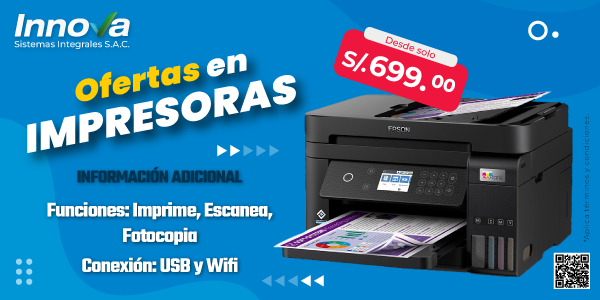 Innova
Sistemas Integrales S.A.C.
Ofertas en
IMPRESORAS
Desde solo
S/.699.00
EPSON
INFORMACIÓN ADICIONAL
Funciones: Imprime, Escanea,
Fotocopia
Conexión: USB y Wifi
*Aplica terminos y condiciones.